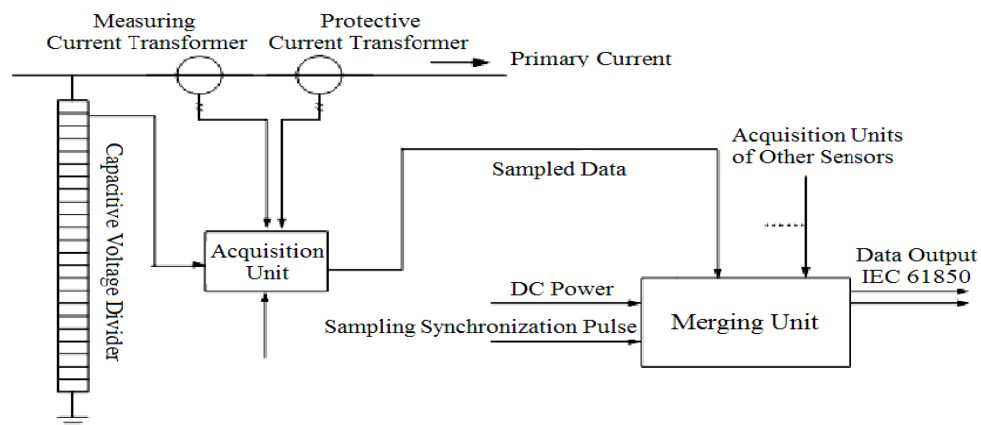 Measuring
Current Transformer
Protective
Current Transformer
Primary Current
Capacitive Voltage Divider
Acquisition Units
of Other Sensors
Sampled Data
Acquisition
Unit
Data Output
IEC 61850
DC Power
Merging Unit
Sampling Synchronization Pulse